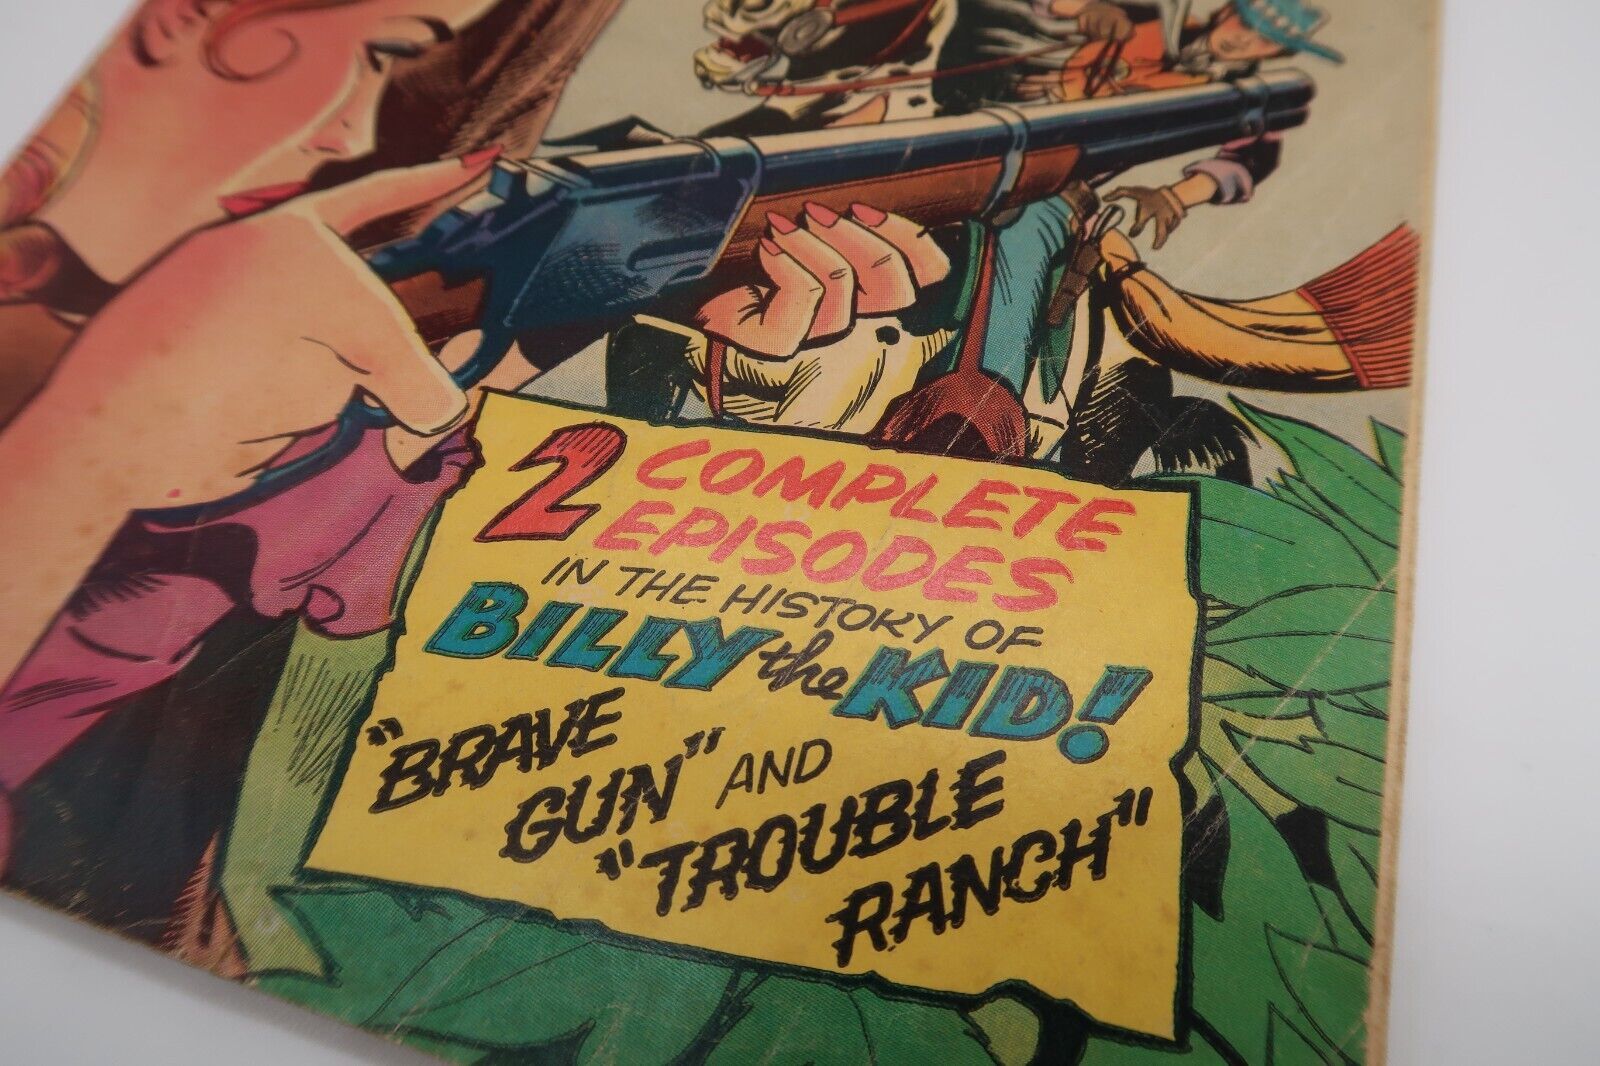 2 COMPLETE
EPISODES
IN THE HISTORY OF
BILLY the KID!
"BRAVE
GUN" AND
"TROUBLE
RANCH"